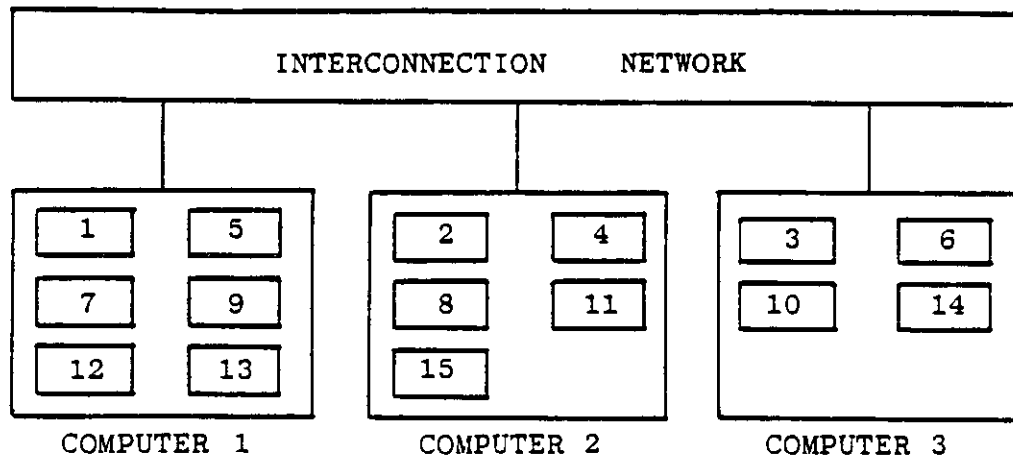 INTERCONNECTION NETWORK
1 5
7 9
12 13
COMPUTER 1
2 4
8 11
15
COMPUTER 2
3 6
10 14
COMPUTER 3